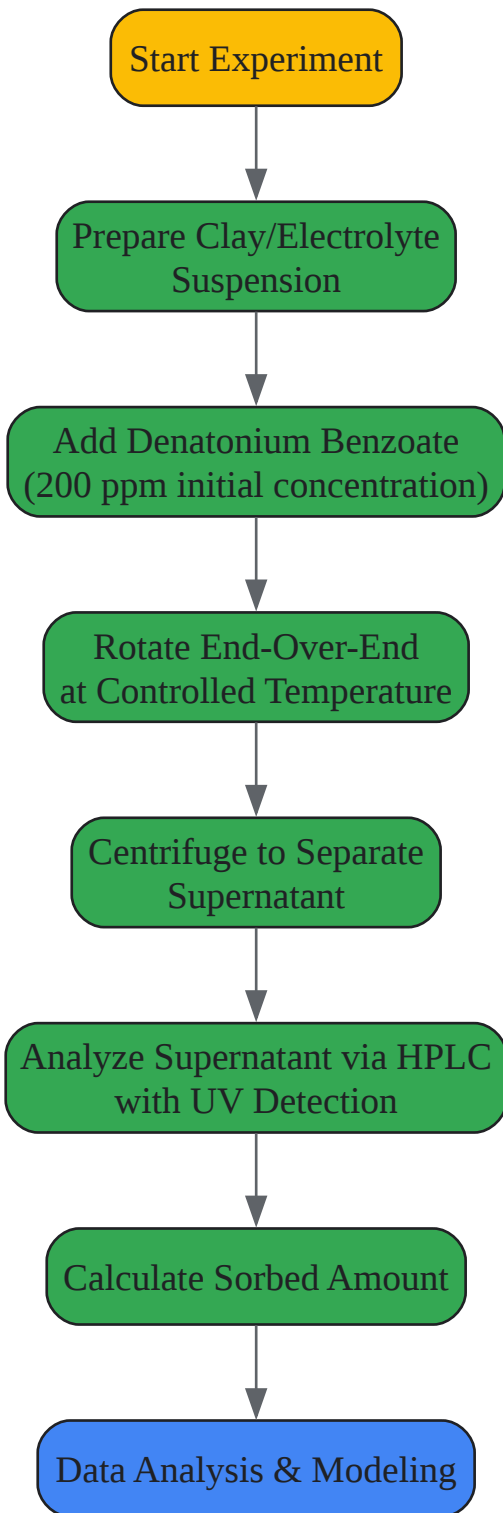 Start Experiment
Prepare Clay/Electrolyte
Suspension
Add Denatonium Benzoate
(200 ppm initial concentration)
Rotate End-Over-End
at Controlled Temperature
Centrifuge to Separate
Supernatant
Analyze Supernatant via HPLC
with UV Detection
Calculate Sorbed Amount
Data Analysis & Modeling